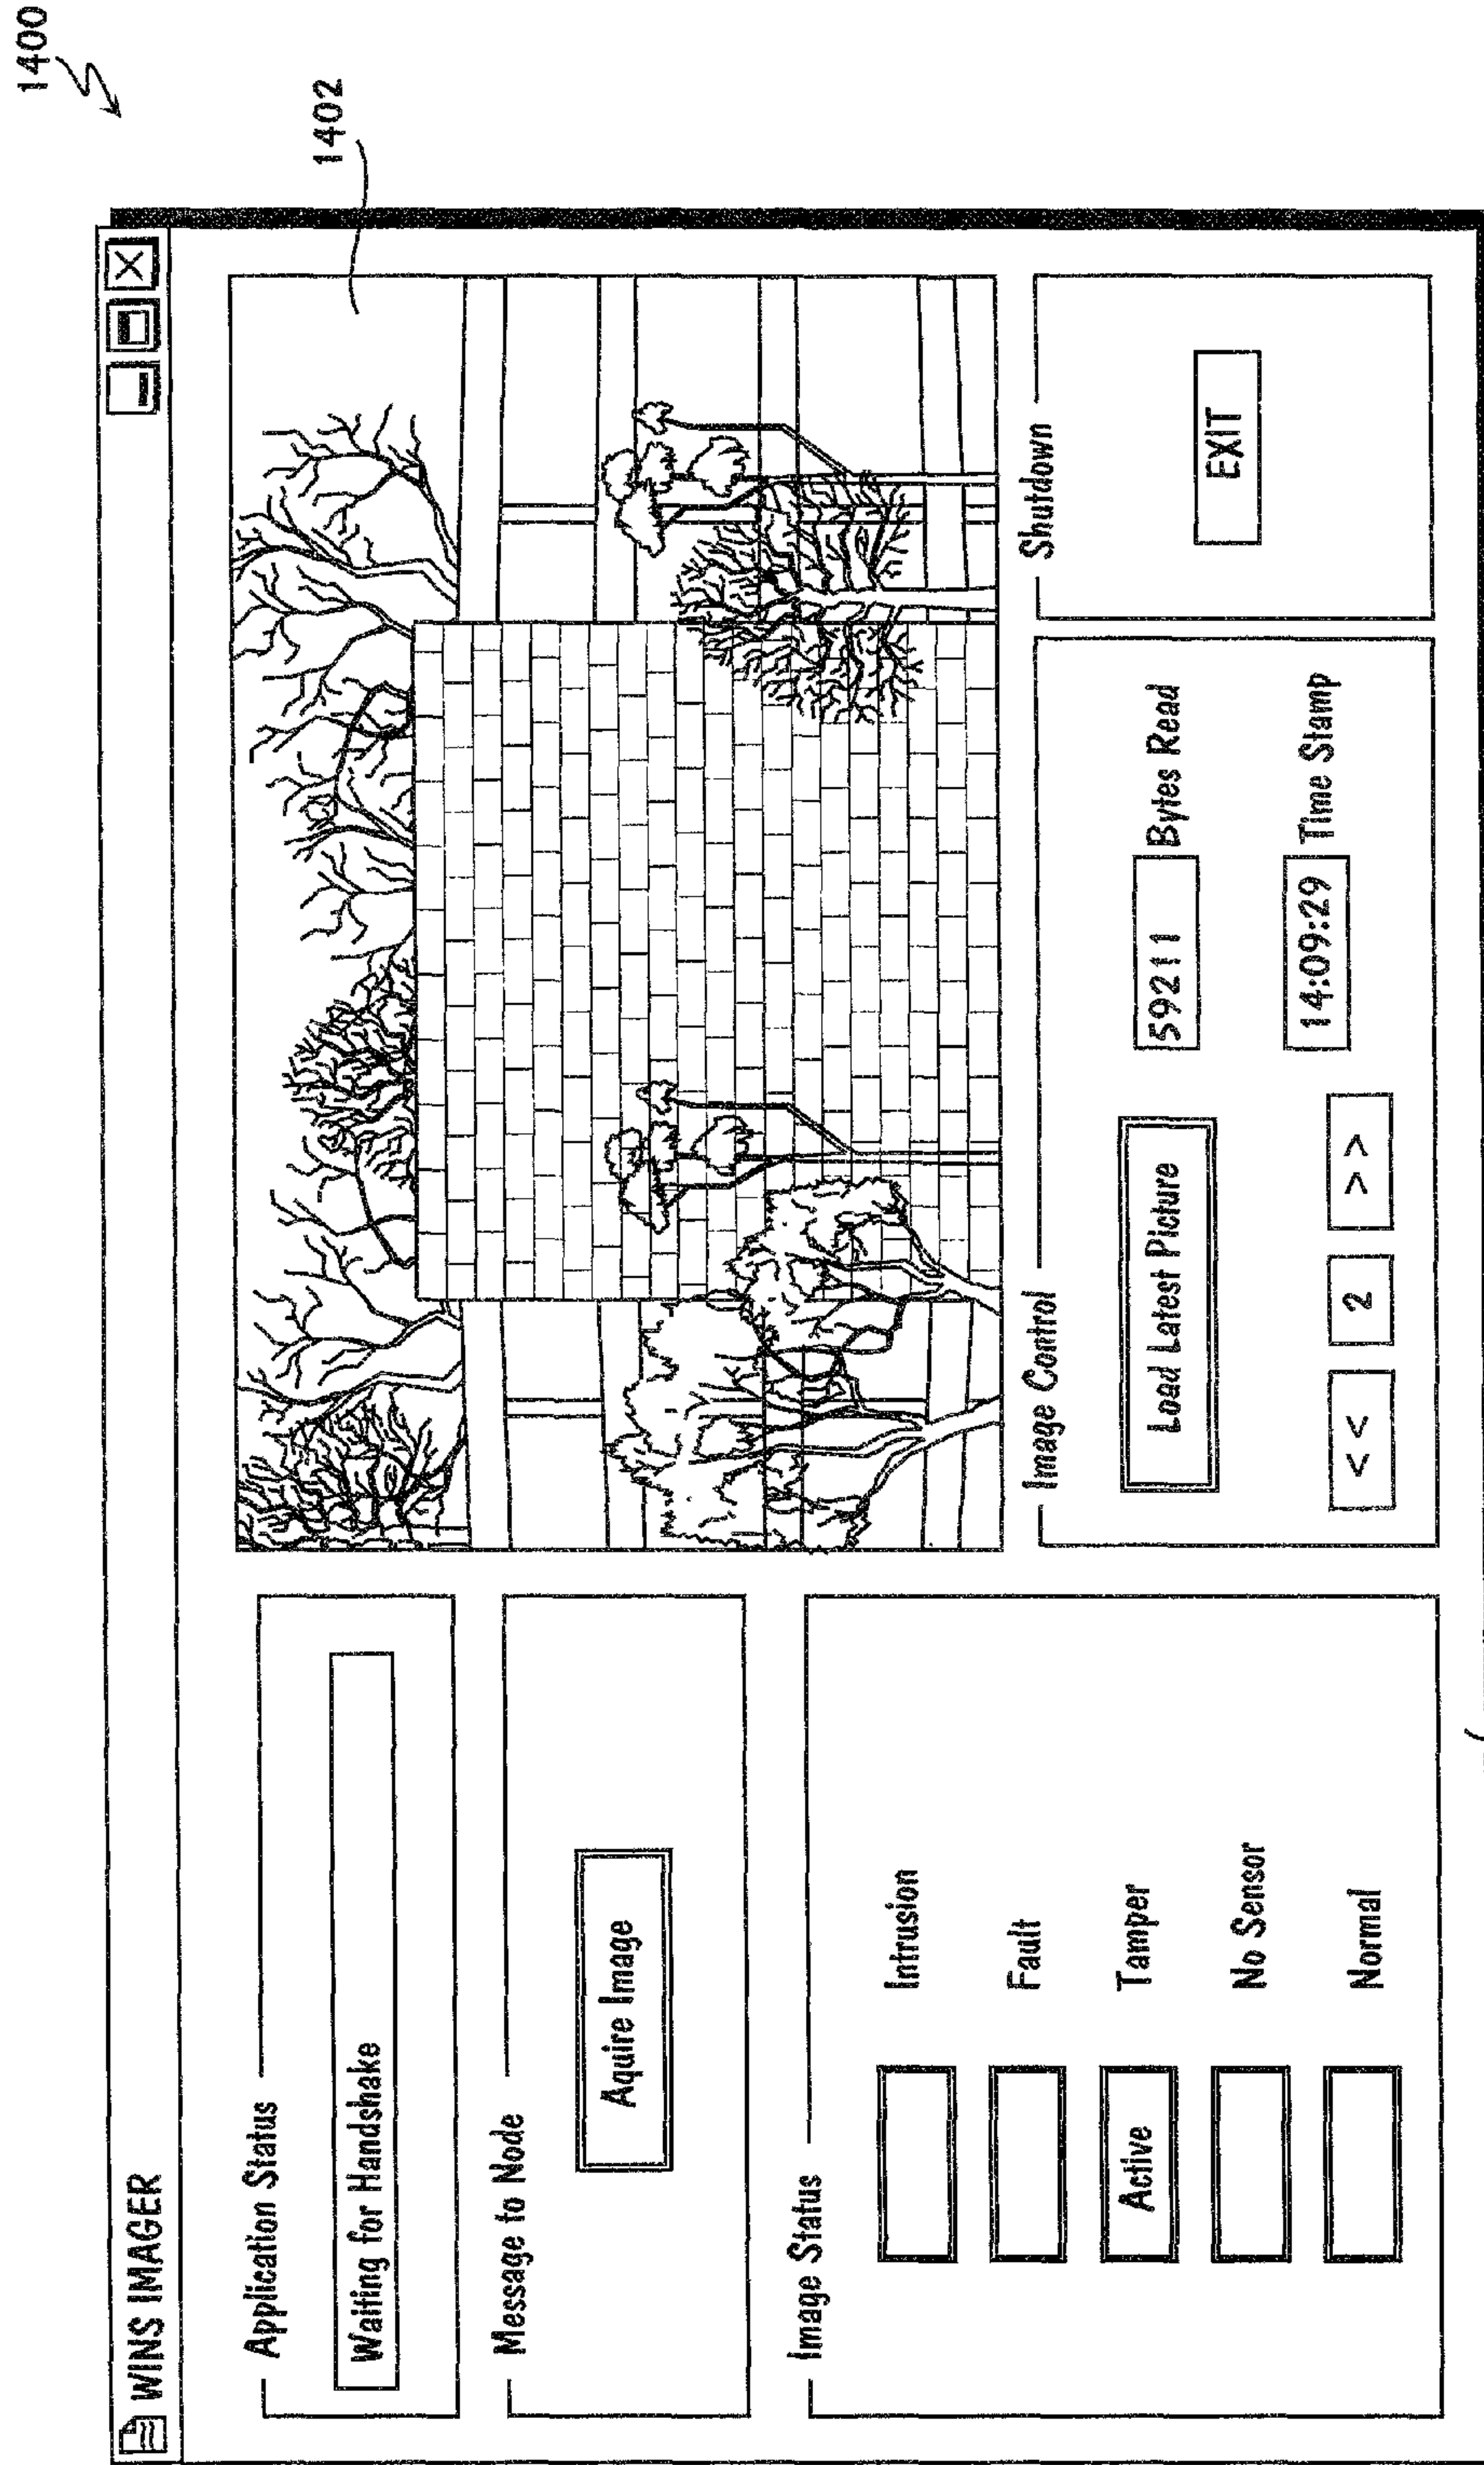 1400
WINS IMAGER
1402
Application Status
Waiting for Handshake
Message to Node
Aquire Image
Image Status
Intrusion
Fault
Active Tamper
No Sensor
Normal
Image Control
Load Latest Picture
59211 Bytes Read
<< 2 >>
14:09:29 Time Stamp
Shutdown
EXIT